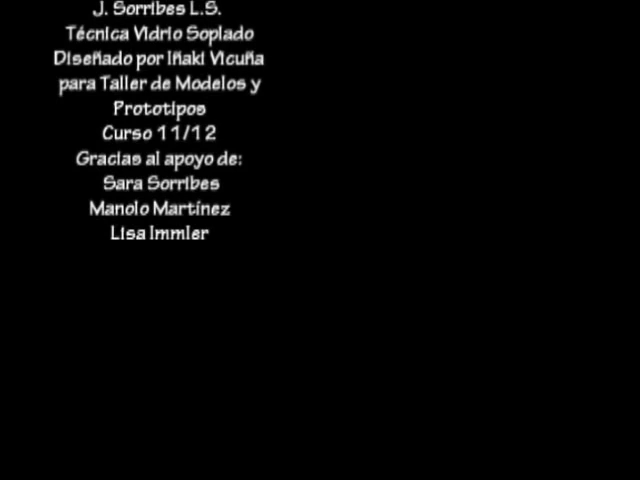 J. Sorribes L.S.
Técnica Vidrio Soplado
Diseñado por Iñaki Vicuña
para Taller de Modelos y
Prototipos
Curso 11/12
Gracias al apoyo de:
Sara Sorribes
Manolo Martínez
Lisa Immler